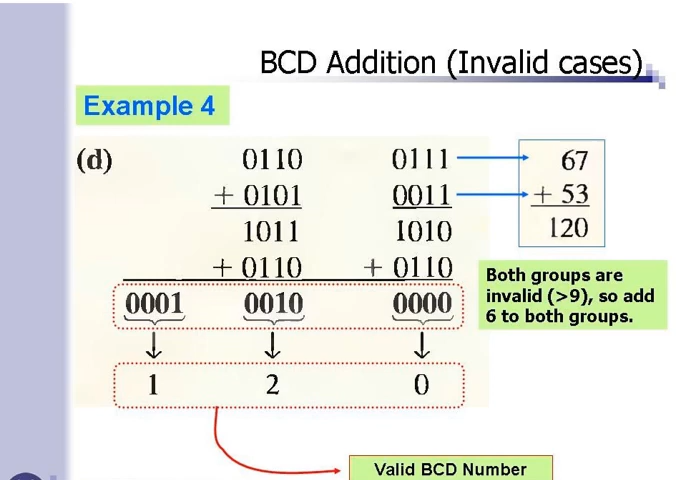 BCD Addition (Invalid cases)
Example 4
(d) 0110 0111 67
+ 0101 0011 + 53
1011 1010 120
+ 0110 + 0110
Both groups are
invalid (>9), so add
6 to both groups.
0001 0010 0000
1 2 0
Valid BCD Number